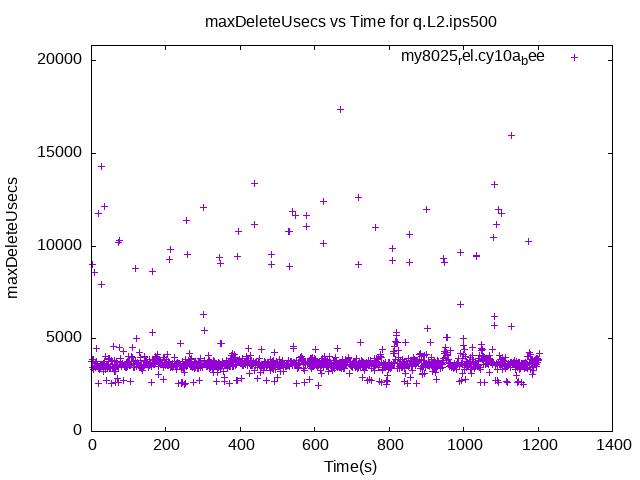 maxDeleteUsecs vs Time for q.L2.ips500
my8025rel.cy10abee
20000
15000
10000
5000
0
maxDeleteUsecs
0 200 400 600 800 1000 1200 1400
Time(s)